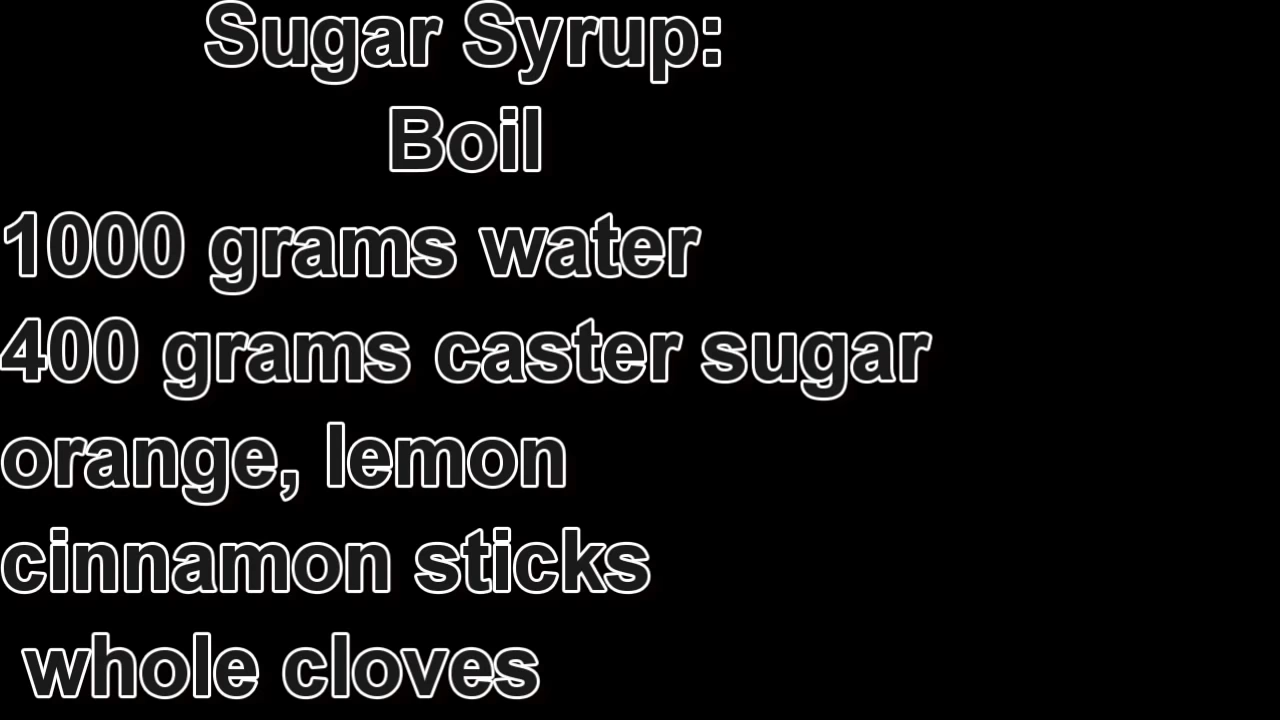 Sugar Syrup:
Boil
1000 grams water
400 grams caster sugar
orange, lemon
cinnamon sticks
whole cloves